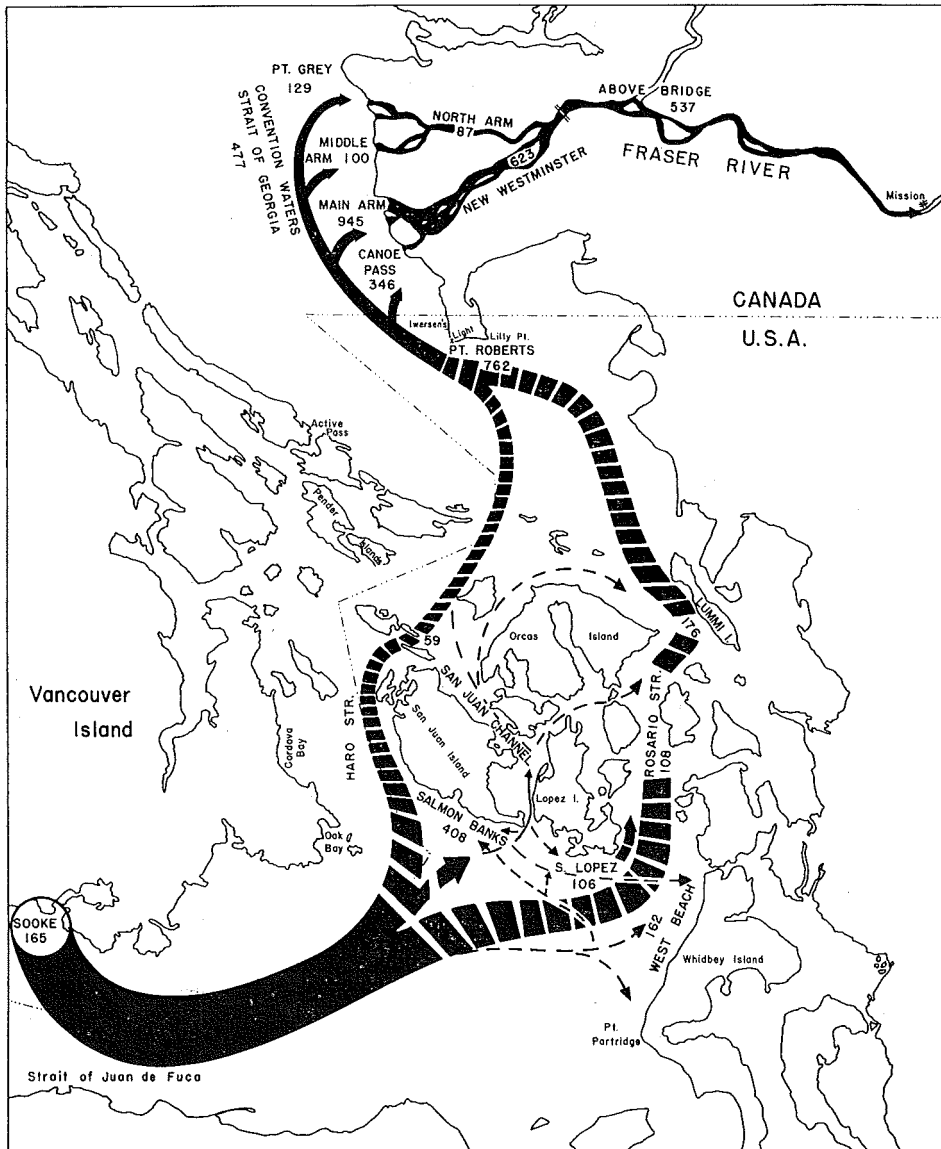 PT. GREY
129
CONVENTION WATERS
STRAIT OF GEORGIA
477
NORTH ARM
87
ABOVE BRIDGE
537
MIDDLE
ARM 100
623
NEW WESTMINSTER
FRASER RIVER
Mission
*
MAIN ARM
945
CANOE
PASS
346
CANADA
U.S.A.
Iwersen's
Light
Lilly Pt.
PT. ROBERTS
762
Active
Pass
Pender
Islands
LUMMI I.
176
59
Orcas
Island
SAN JUAN CHANNEL
San Juan Island
Vancouver
Island
HARO STR.
Cordova
Bay
ROSARIO STR.
108
SALMON BANKS
408
Lopez I.
Oak
Bay
S. LOPEZ
106
SOOKE
165
WEST BEACH
162
Whidbey Island
Pt.
Partridge
Strait of Juan de Fuca